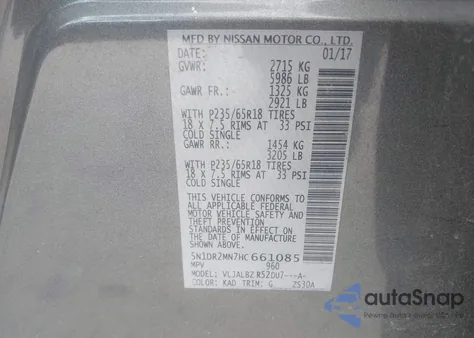 MFD BY NISSAN MOTOR CO., LTD.
DATE: 01/17
GVWR: 2715 KG
5986 LB
GAWR FR.: 1325 KG
2921 LB
WITH P235/65R18 TIRES
18 X 7.5 RIMS AT 33 PSI
COLD SINGLE
GAWR RR.: 1454 KG
3205 LB
WITH P235/65R18 TIRES
18 X 7.5 RIMS AT 33 PSI
COLD SINGLE
THIS VEHICLE CONFORMS TO
ALL APPLICABLE FEDERAL
MOTOR VEHICLE SAFETY AND
THEFT PREVENTION STANDARDS
IN EFFECT ON THE DATE
OF MANUFACTURE SHOWN ABOVE.
5N1DR2MN7HC661085
MPV 960
MODEL: VLJALBZ R52DU7---A-
COLOR: KAD TRIM: G 2530A
autaSnap